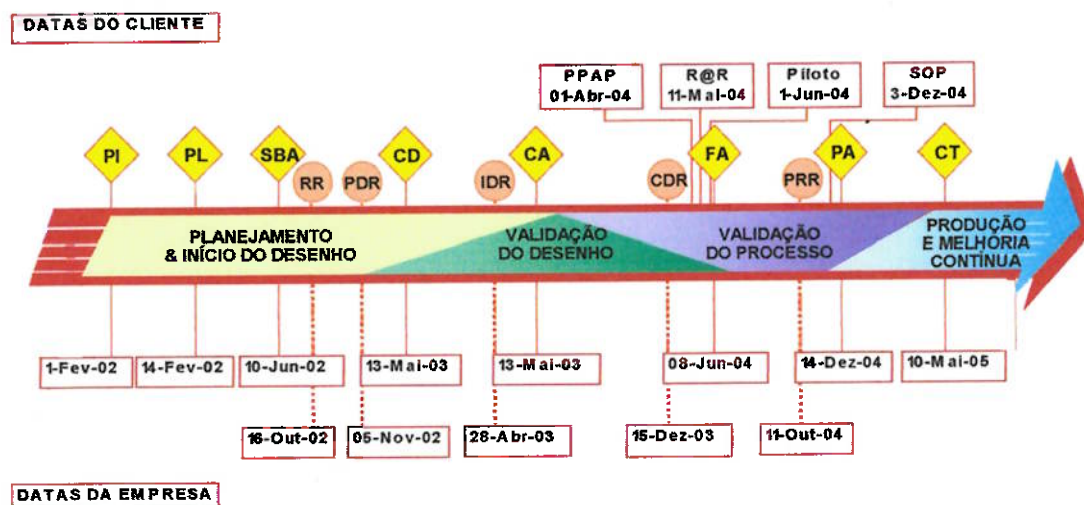 DATAS DO CLIENTE
PPAP
01-Abr-04
R@R
11-Mai-04
Piloto
1-Jun-04
SOP
3-Dez-04
PI
PL
SBA
RR
PDR
CD
IDR
CA
CDR
FA
PRR
PA
CT
PLANEJAMENTO
& INÍCIO DO DESENHO
VALIDAÇÃO
DO DESENHO
VALIDAÇÃO
DO PROCESSO
PRODUÇÃO
E MELHÓRIA
CONTÍNUA
1-Fev-02
14-Fev-02
10-Jun-02
13-Mai-03
13-Mai-03
08-Jun-04
14-Dez-04
10-Mai-05
16-Out-02
05-Nov-02
28-Abr-03
15-Dez-03
11-Out-04
DATAS DA EMPRESA